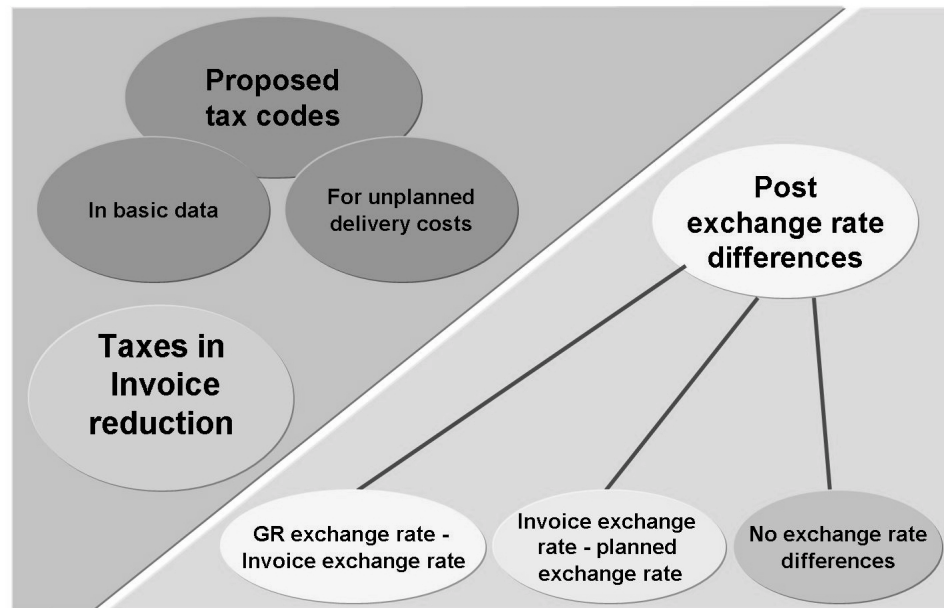 Proposed
tax codes
In basic data
For unplanned
delivery costs
Taxes in
Invoice
reduction
Post
exchange rate
differences
GR exchange rate -
Invoice exchange rate
Invoice exchange
rate - planned
exchange rate
No exchange rate
differences